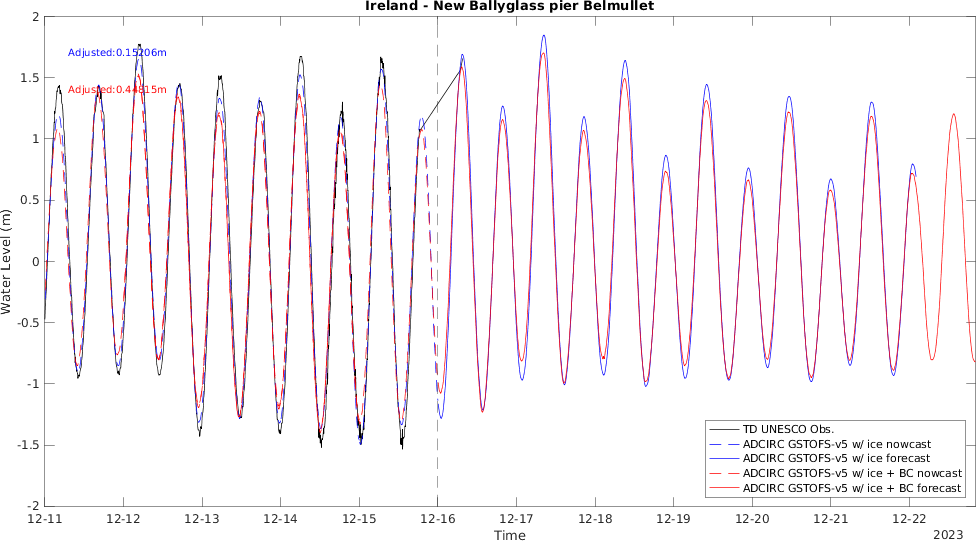 Ireland - New Ballyglass pier Belmullet
Adjusted:0.15206m
Adjusted:0.44815m
Water Level (m)
2
1.5
1
0.5
0
-0.5
-1
-1.5
-2
12-11 12-12 12-13 12-14 12-15 12-16 12-17 12-18 12-19 12-20 12-21 12-22
Time
2023
TD UNESCO Obs.
ADCIRC GSTOFS-v5 w/ ice nowcast
ADCIRC GSTOFS-v5 w/ ice forecast
ADCIRC GSTOFS-v5 w/ ice + BC nowcast
ADCIRC GSTOFS-v5 w/ ice + BC forecast